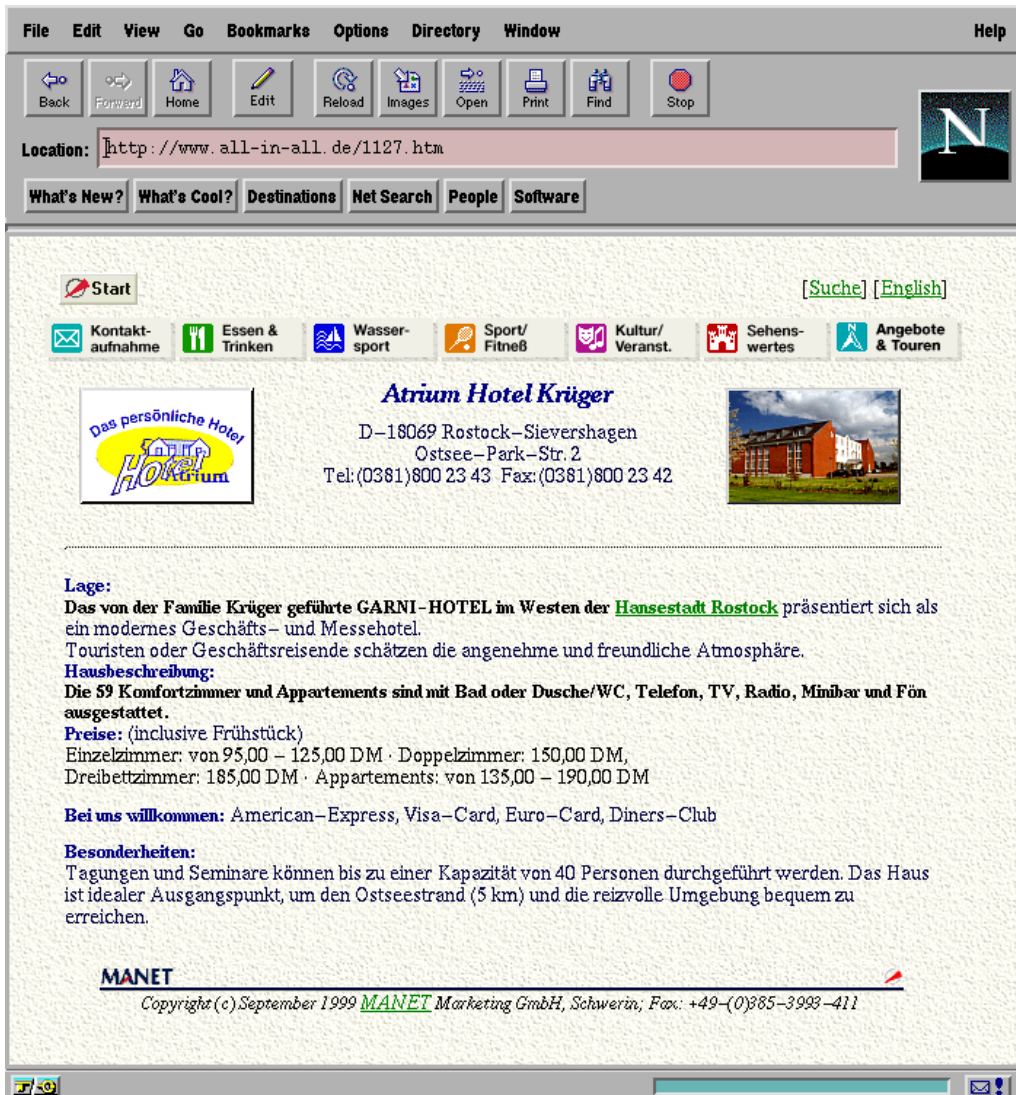 File Edit View Go Bookmarks Options Directory Window Help
Back Forward Home Edit Reload Images Open Print Find Stop
N
Location: http://www.all-in-all.de/1127.htm
What's New? What's Cool? Destinations Net Search People Software
Start [Suche] [English]
Kontakt-
aufnahme
Essen &
Trinken
Wasser-
sport
Sport/
Fitneß
Kultur/
Veranst.
Sehens-
wertes
N
Angebote
& Touren
Das persönliche Hotel
Hotel
Atrium
Atrium Hotel Krüger
D-18069 Rostock-Sievershagen
Ostsee-Park-Str. 2
Tel:(0381)800 23 43 Fax:(0381)800 23 42
Lage:
Das von der Familie Krüger geführte GARNI-HOTEL im Westen der Hansestadt Rostock präsentiert sich als
ein modernes Geschäfts- und Messehotel.
Touristen oder Geschäftsreisende schätzen die angenehme und freundliche Atmosphäre.
Hausbeschreibung:
Die 59 Komfortzimmer und Appartements sind mit Bad oder Dusche/WC, Telefon, TV, Radio, Minibar und Fön
ausgestattet.
Preise: (inclusive Frühstück)
Einzelzimmer: von 95,00 - 125,00 DM · Doppelzimmer: 150,00 DM,
Dreibettzimmer: 185,00 DM · Appartements: von 135,00 - 190,00 DM
Bei uns willkommen: American-Express, Visa-Card, Euro-Card, Diners-Club
Besonderheiten:
Tagungen und Seminare können bis zu einer Kapazität von 40 Personen durchgeführt werden. Das Haus
ist idealer Ausgangspunkt, um den Ostseestrand (5 km) und die reizvolle Umgebung bequem zu
erreichen.
MANET
Copyright (c) September 1999 MANET Marketing GmbH, Schwerin; Fax: +49-(0)385-3993-411